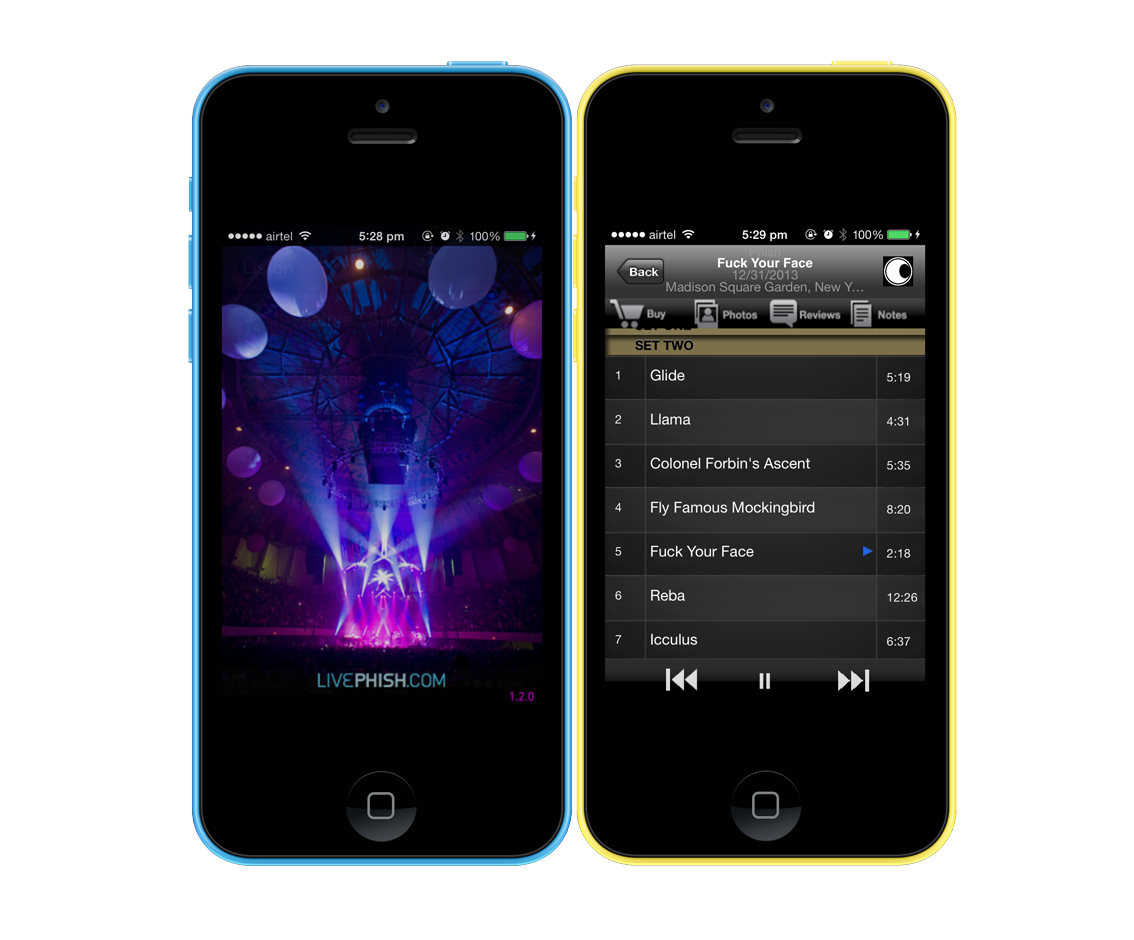 airtel 5:28 pm 100%
LIVEPHISH.COM
1.2.0
airtel 5:29 pm 100%
Back
Fuck Your Face
12/31/2013
Madison Square Garden, New Y...
Buy Photos Reviews Notes
SET TWO
1 Glide 5:19
2 Llama 4:31
3 Colonel Forbin's Ascent 5:35
4 Fly Famous Mockingbird 8:20
5 Fuck Your Face 2:18
6 Reba 12:26
7 Icculus 6:37